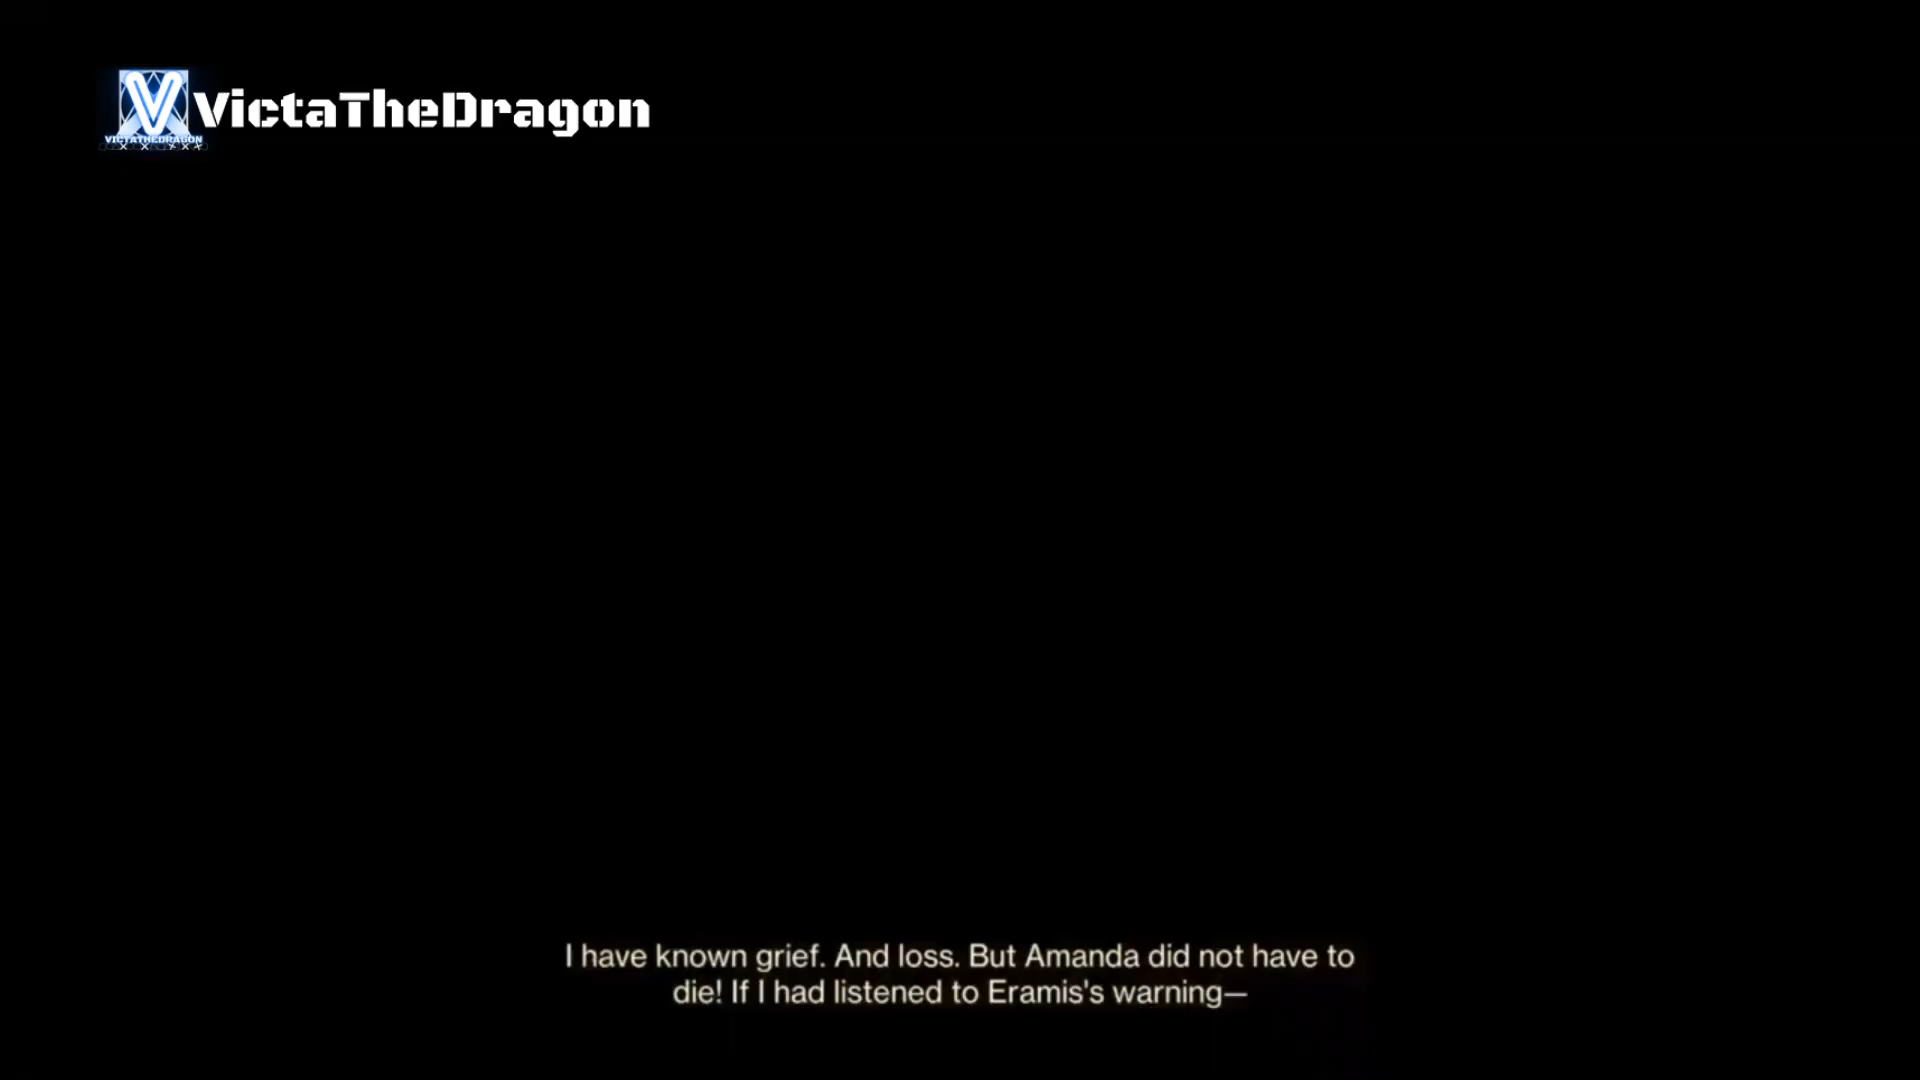 VictaTheDragon
VICTATHEDRAGON
I have known grief. And loss. But Amanda did not have to
die! If I had listened to Eramis's warning—